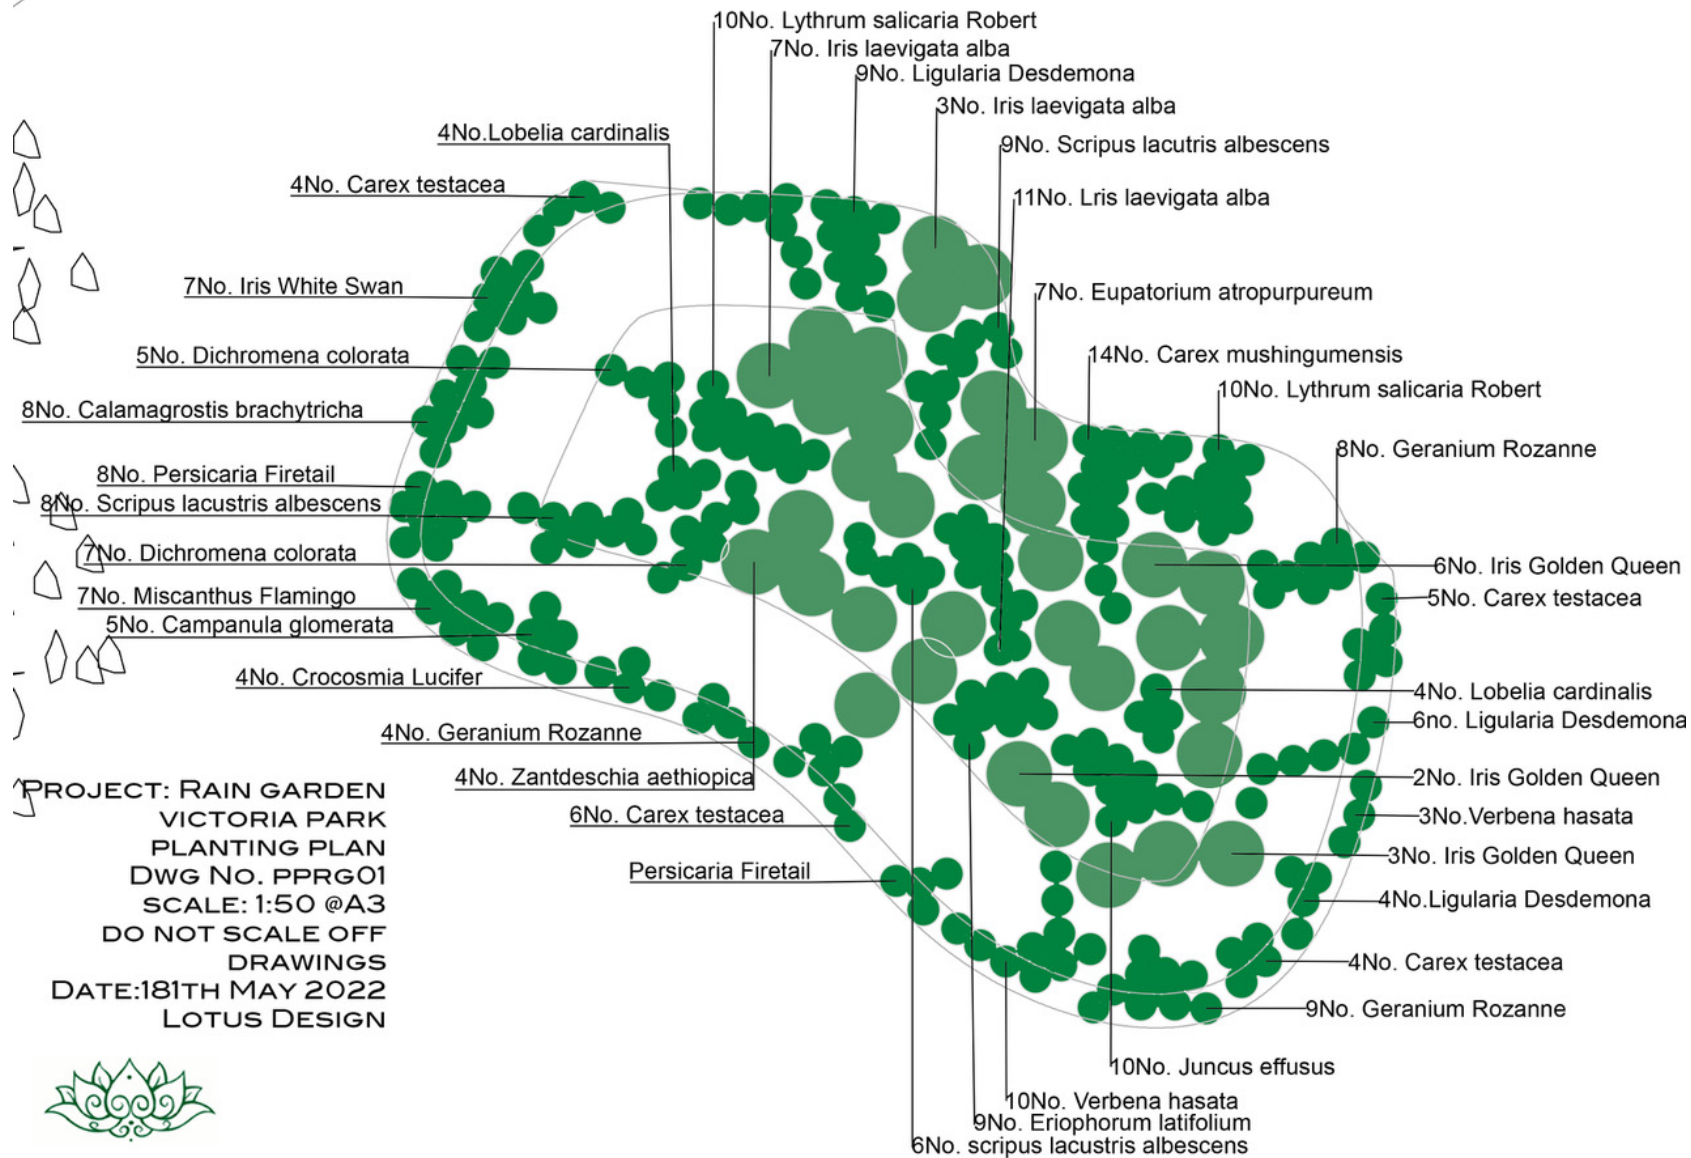 10No. Lythrum salicaria Robert
7No. Iris laevigata alba
9No. Ligularia Desdemona
3No. Iris laevigata alba
4No.Lobelia cardinalis
9No. Scripus lacutris albescens
4No. Carex testacea
11No. Lris laevigata alba
7No. Iris White Swan
7No. Eupatorium atropurpureum
5No. Dichromena colorata
14No. Carex mushingumensis
10No. Lythrum salicaria Robert
8No. Calamagrostis brachytricha
8No. Geranium Rozanne
8No. Persicaria Firetail
8No. Scripus lacustris albescens
7No. Dichromena colorata
6No. Iris Golden Queen
7No. Miscanthus Flamingo
5No. Carex testacea
5No. Campanula glomerata
4No. Crocosmia Lucifer
4No. Lobelia cardinalis
6no. Ligularia Desdemona
4No. Geranium Rozanne
4No. Zantdeschia aethiopica
2No. Iris Golden Queen
6No. Carex testacea
3No.Verbena hasata
3No. Iris Golden Queen
Persicaria Firetail
4No.Ligularia Desdemona
4No. Carex testacea
9No. Geranium Rozanne
10No. Juncus effusus
10No. Verbena hasata
9No. Eriophorum latifolium
6No. scripus lacustris albescens
PROJECT: RAIN GARDEN
VICTORIA PARK
PLANTING PLAN
DWG NO. PPRG01
SCALE: 1:50 @A3
DO NOT SCALE OFF
DRAWINGS
DATE:181TH MAY 2022
LOTUS DESIGN